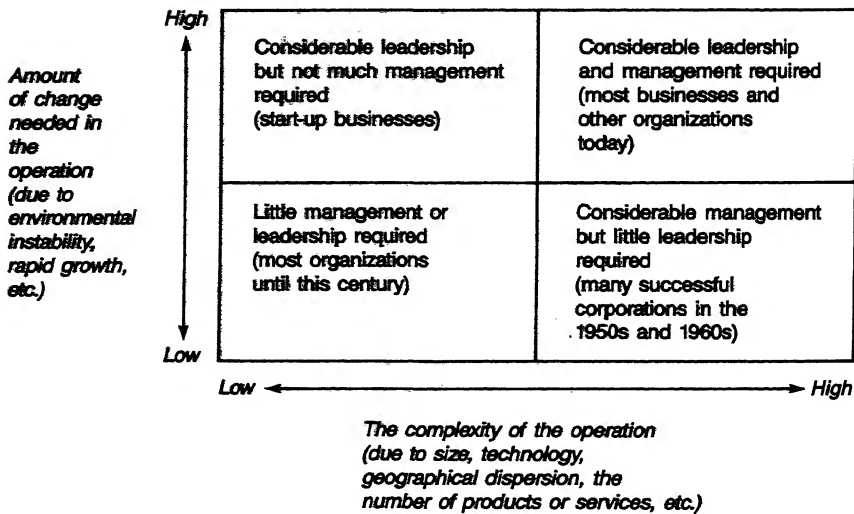 High
Amount
of change
needed in
the
operation
(due to
environmental
instability,
rapid growth,
etc.)
Low
Considerable leadership
but not much management
required
(start-up businesses)
Considerable leadership
and management required
(most businesses and
other organizations
today)
Little management or
leadership required
(most organizations
until this century)
Considerable management
but little leadership
required
(many successful
corporations in the
1950s and 1960s)
Low
High
The complexity of the operation
(due to size, technology,
geographical dispersion, the
number of products or services, etc.)